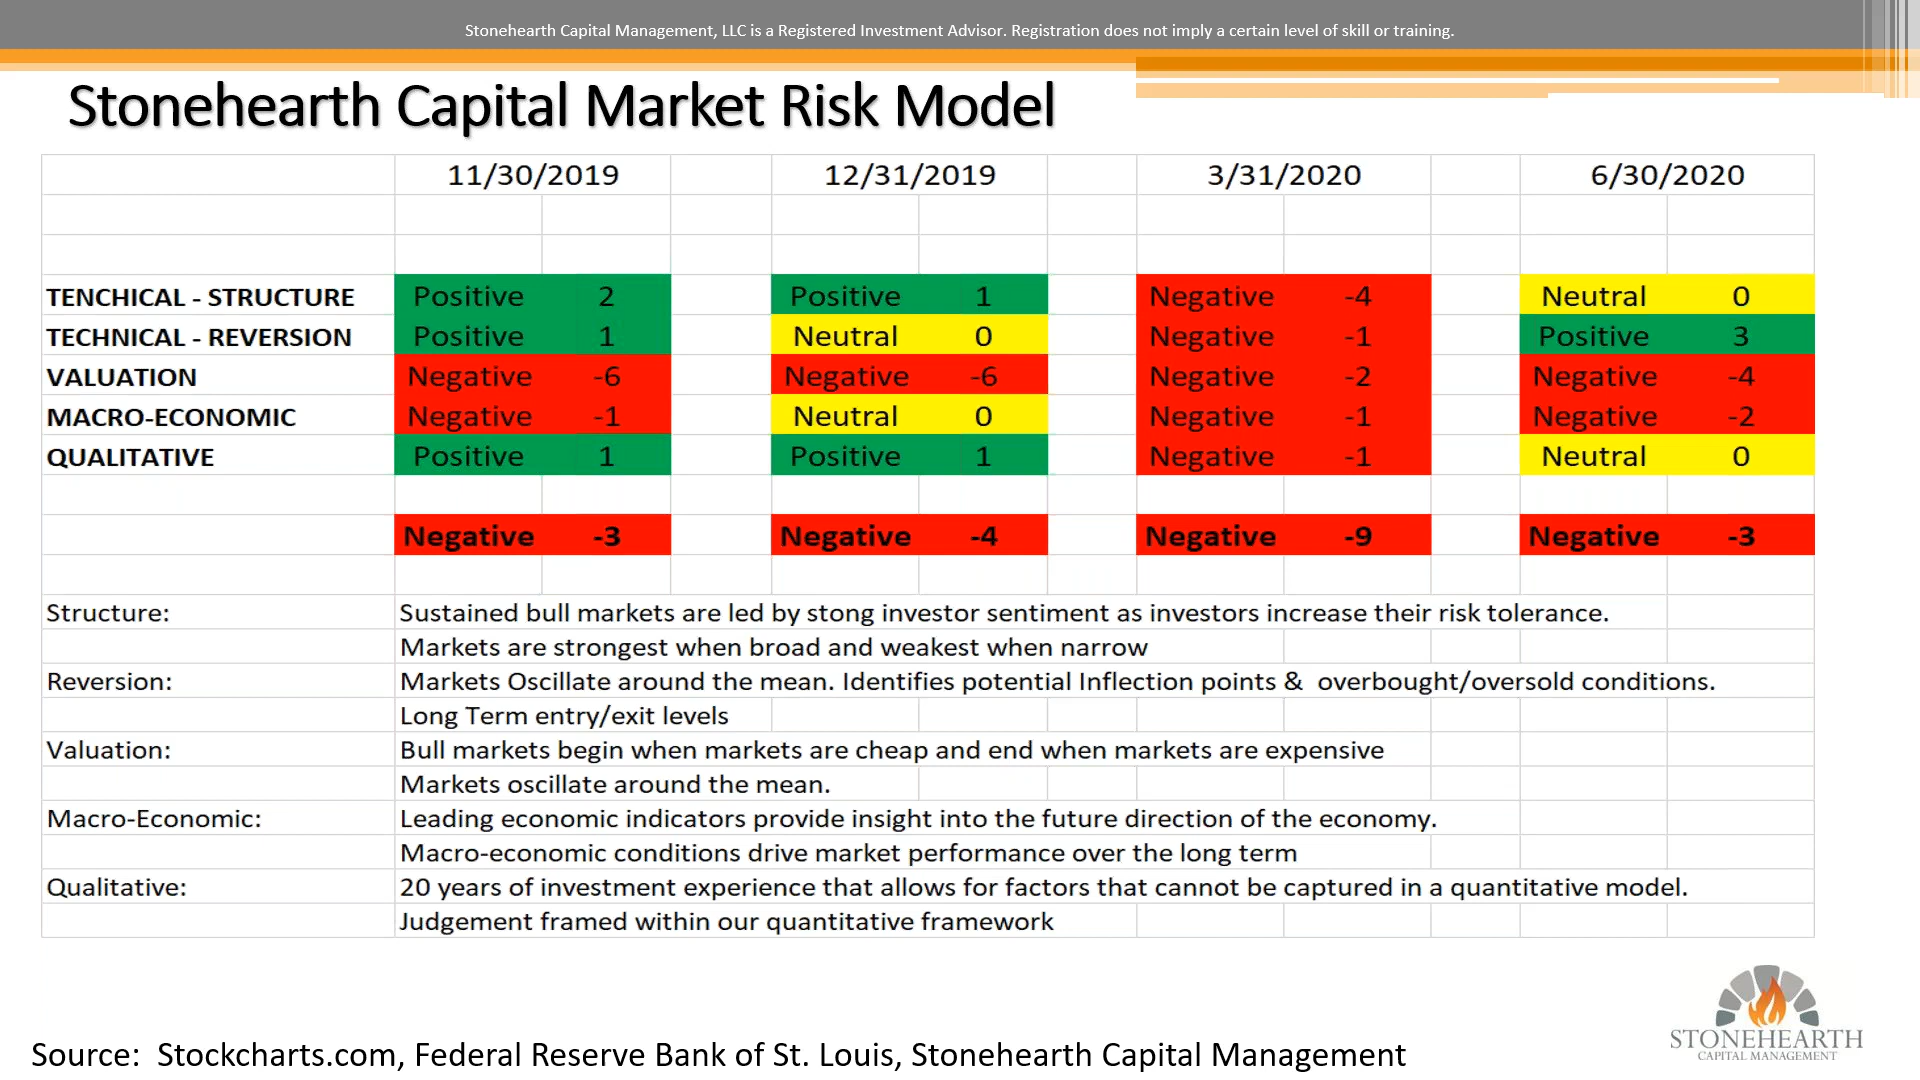 Stonehearth Capital Management, LLC is a Registered Investment Advisor. Registration does not imply a certain level of skill or training.
Stonehearth Capital Market Risk Model
11/30/2019 12/31/2019 3/31/2020 6/30/2020
TENCHICAL - STRUCTURE Positive 2 Positive 1 Negative -4 Neutral 0
TECHNICAL - REVERSION Positive 1 Neutral 0 Negative -1 Positive 3
VALUATION Negative -6 Negative -6 Negative -2 Negative -4
MACRO-ECONOMIC Negative -1 Neutral 0 Negative -1 Negative -2
QUALITATIVE Positive 1 Positive 1 Negative -1 Neutral 0
Negative -3 Negative -4 Negative -9 Negative -3
Structure: Sustained bull markets are led by stong investor sentiment as investors increase their risk tolerance.
Markets are strongest when broad and weakest when narrow
Reversion: Markets Oscillate around the mean. Identifies potential Inflection points & overbought/oversold conditions.
Long Term entry/exit levels
Valuation: Bull markets begin when markets are cheap and end when markets are expensive
Markets oscillate around the mean.
Macro-Economic: Leading economic indicators provide insight into the future direction of the economy.
Macro-economic conditions drive market performance over the long term
Qualitative: 20 years of investment experience that allows for factors that cannot be captured in a quantitative model.
Judgement framed within our quantitative framework
STONEHEARTH
CAPITAL MANAGEMENT
Source: Stockcharts.com, Federal Reserve Bank of St. Louis, Stonehearth Capital Management